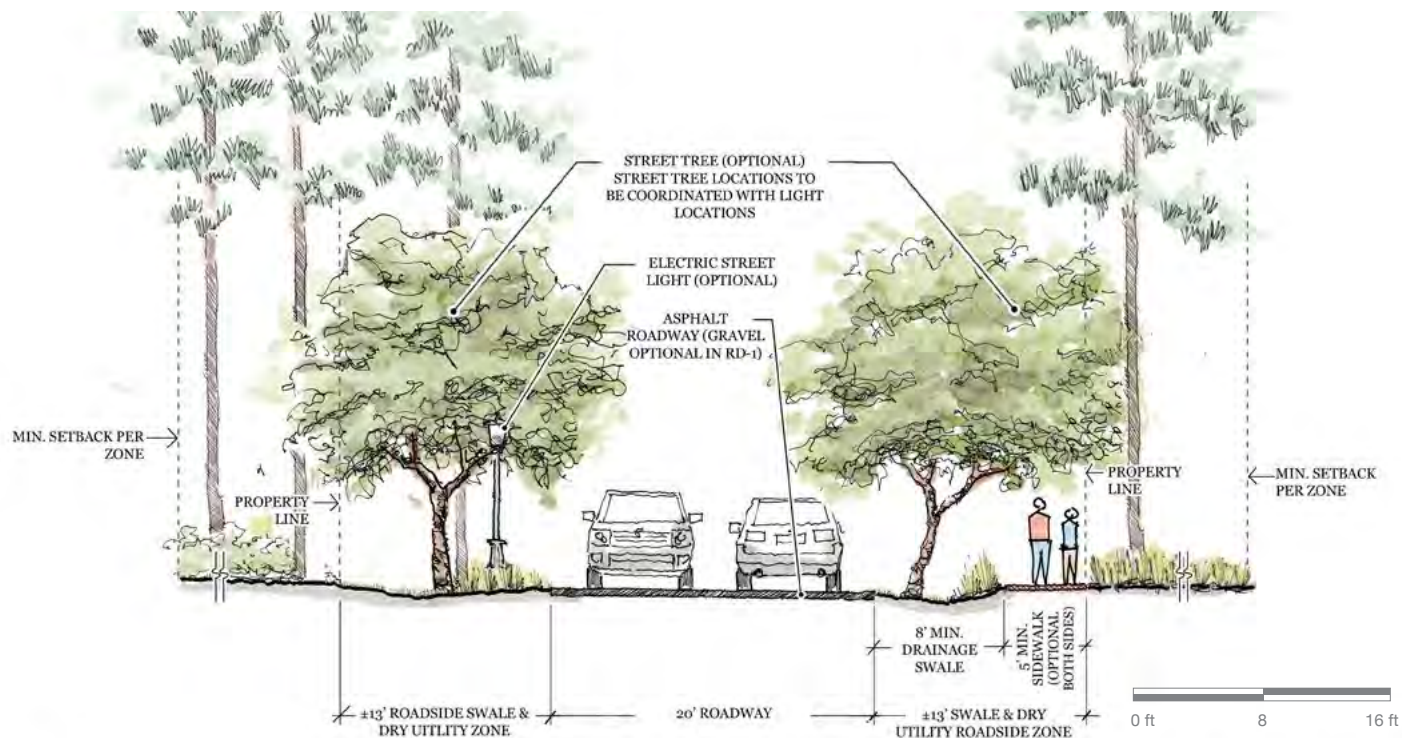 STREET TREE (OPTIONAL)
STREET TREE LOCATIONS TO
BE COORDINATED WITH LIGHT
LOCATIONS
ELECTRIC STREET
LIGHT (OPTIONAL)
ASPHALT
ROADWAY (GRAVEL
OPTIONAL IN RD-1)
MIN. SETBACK PER
ZONE
PROPERTY
LINE
PROPERTY
LINE
MIN. SETBACK
PER ZONE
8' MIN.
DRAINAGE
SWALE
5' MIN.
SIDEWALK
(OPTIONAL
BOTH SIDES)
±13' ROADSIDE SWALE &
DRY UITLITY ZONE
20' ROADWAY
±13' SWALE & DRY
UTILITY ROADSIDE ZONE
0 ft 8 16 ft